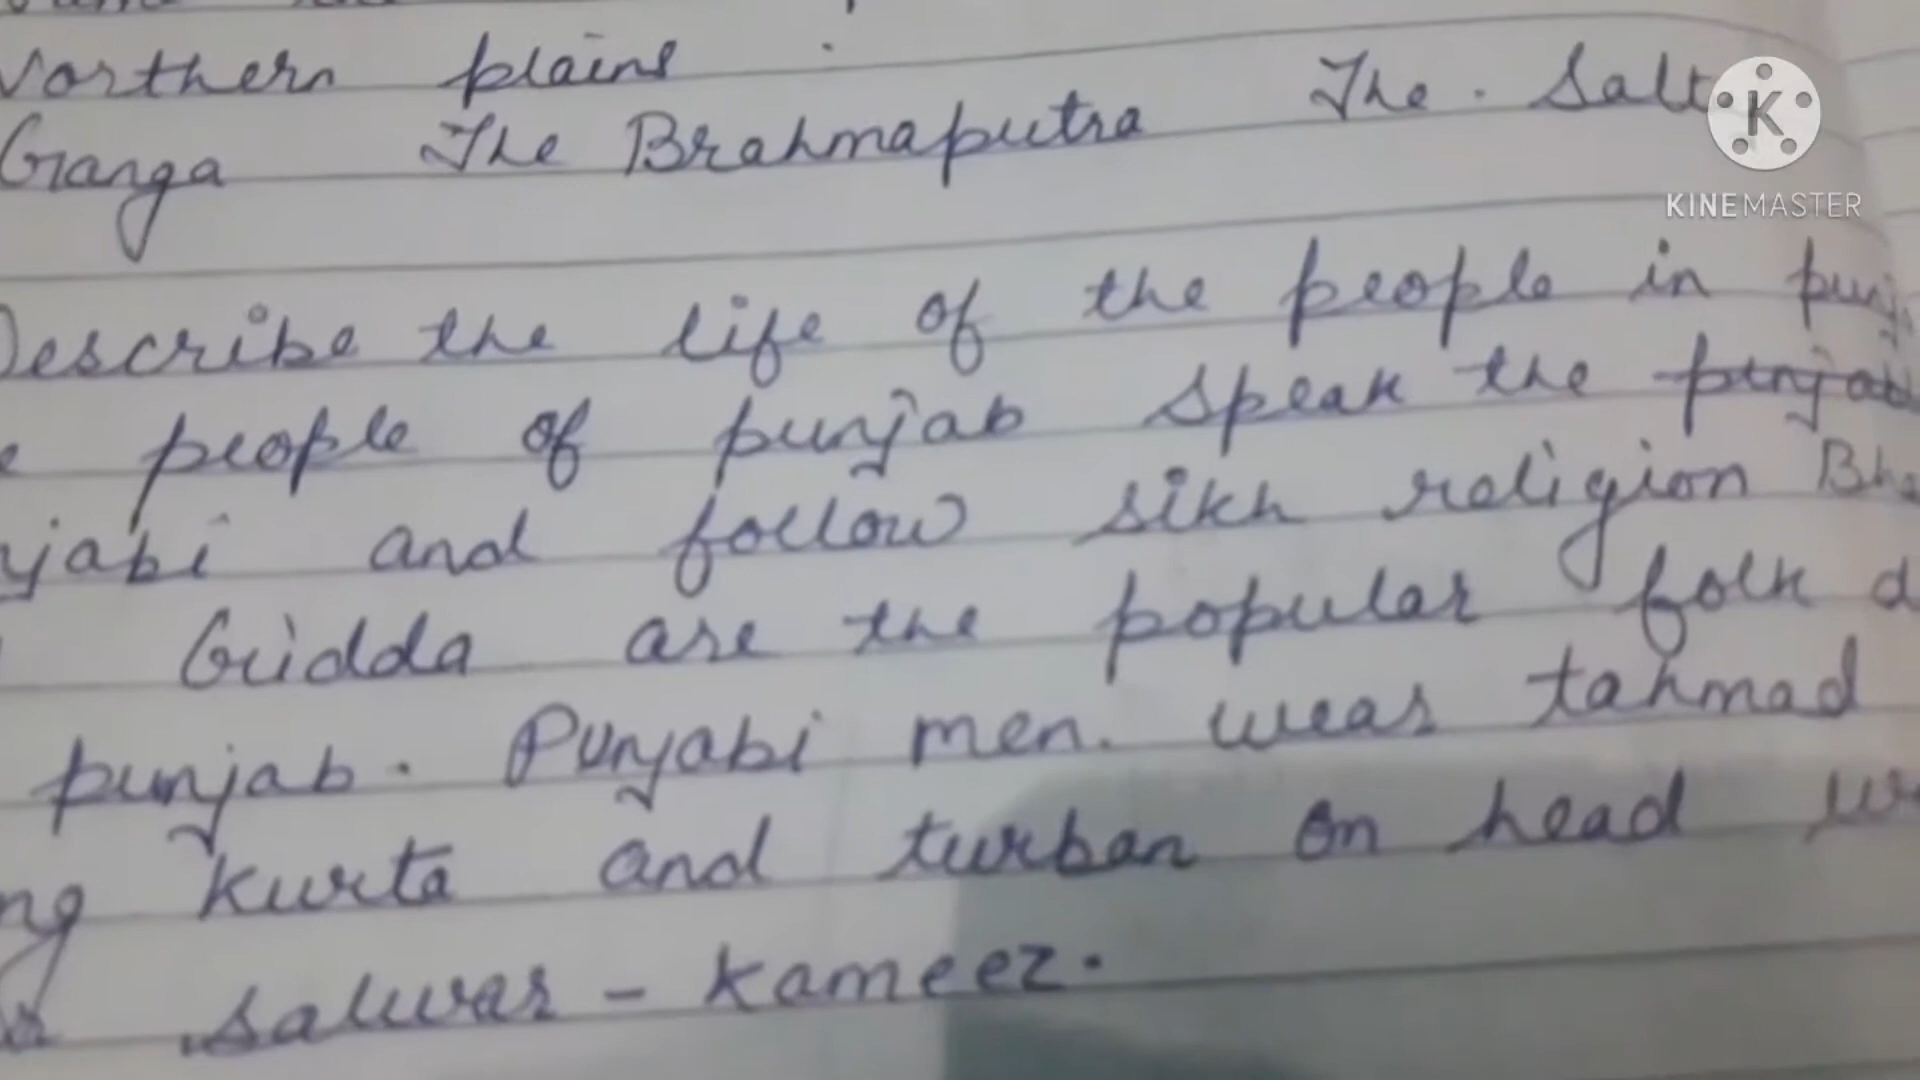 Northern plains
Ganga The Brahmaputra The. Salt
Describe the life of the people in
people of punjab speak the
and follow sikh religion
Gidda are the popular folk
punjab. Punjabi men. wear tahmad
kurta and turban on head
salwar - kameez.
K
KINEMASTER